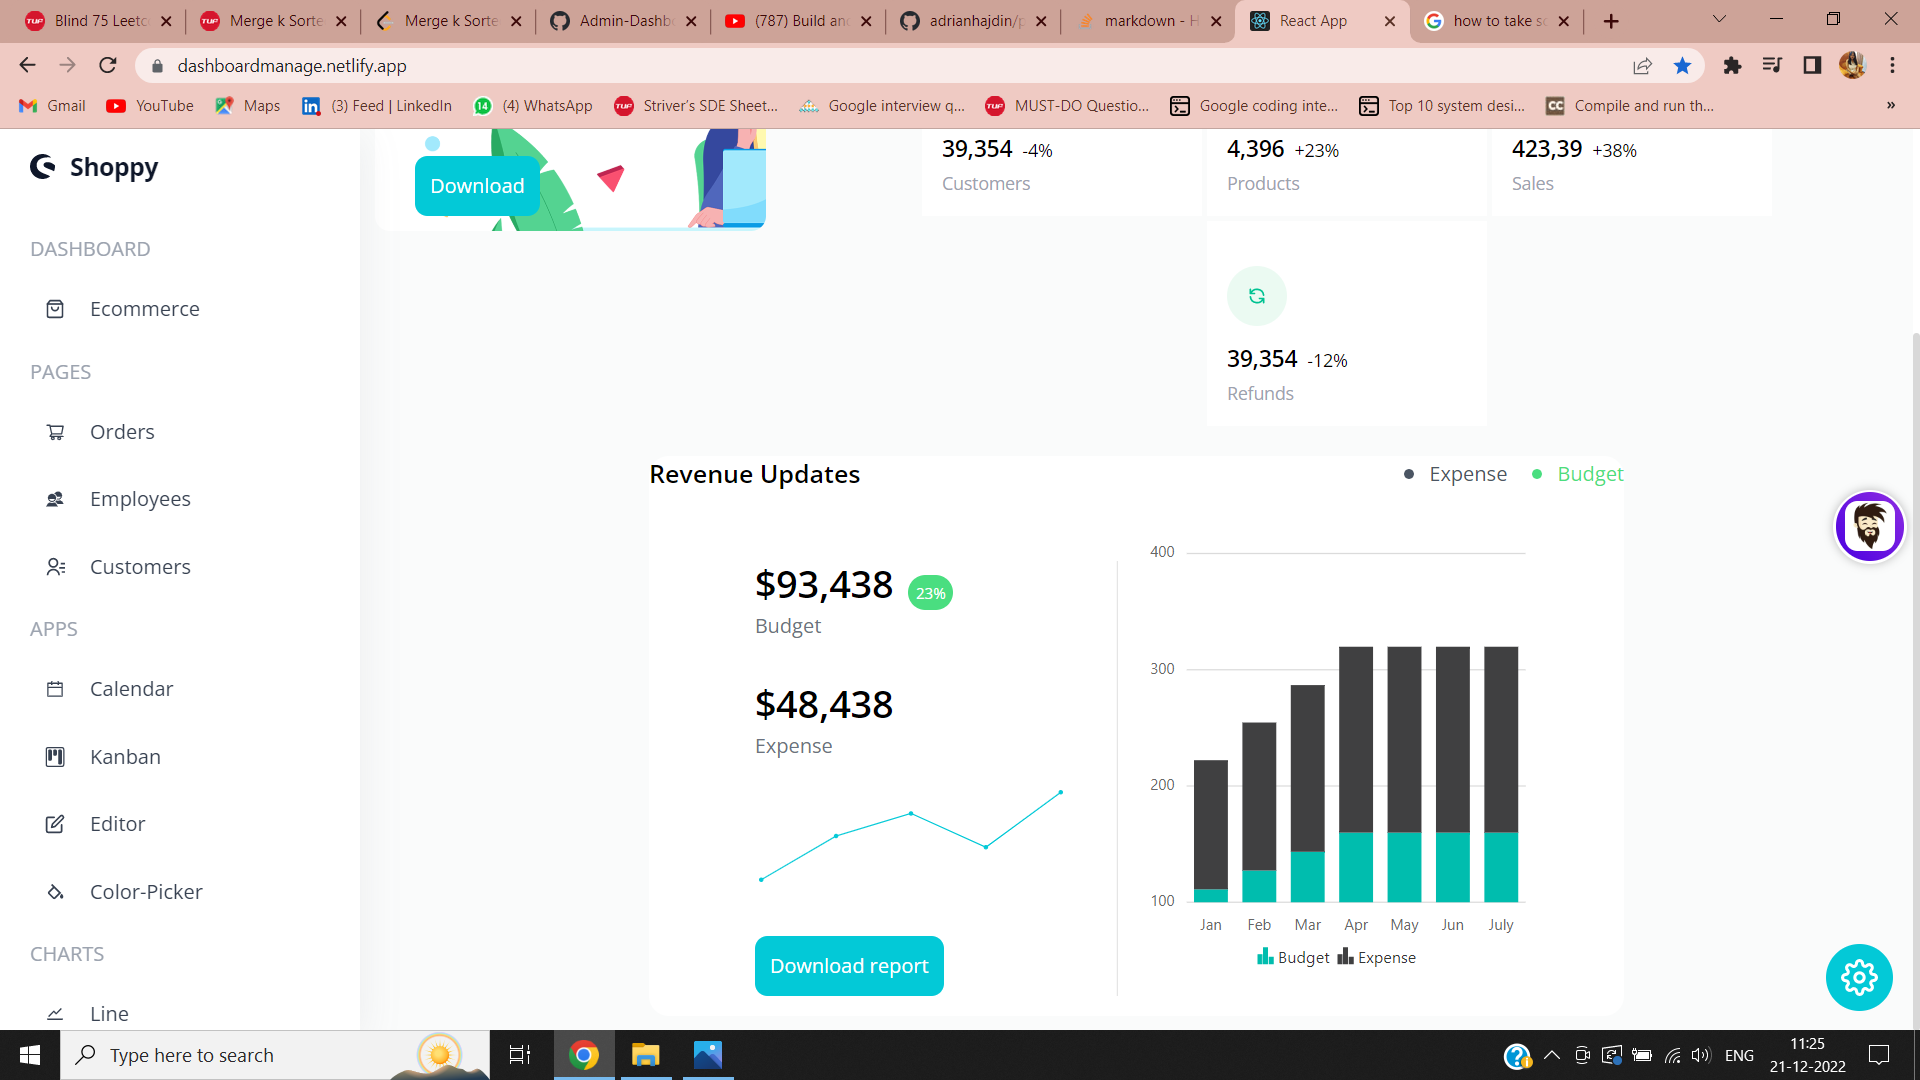 Blind 75 Leetc
Merge k Sorte
Merge k Sorte
Admin-Dashb
(787) Build an
adrianhajdin/p
markdown - H
React App
how to take s
dashboardmanage.netlify.app
Gmail
YouTube
Maps
(3) Feed | LinkedIn
14
(4) WhatsApp
Striver's SDE Sheet...
Google interview q...
MUST-DO Questio...
Google coding inte...
Top 10 system desi...
CC
Compile and run th...
»
Shoppy
DASHBOARD
Ecommerce
PAGES
Orders
Employees
Customers
APPS
Calendar
Kanban
Editor
Color-Picker
CHARTS
Line
Download
39,354 -4%
Customers
4,396 +23%
Products
423,39 +38%
Sales
39,354 -12%
Refunds
Revenue Updates
Expense
Budget
$93,438 23%
Budget
$48,438
Expense
Download report
400
300
200
100
Jan Feb Mar Apr May Jun July
Budget Expense
Type here to search
ENG
11:25
21-12-2022